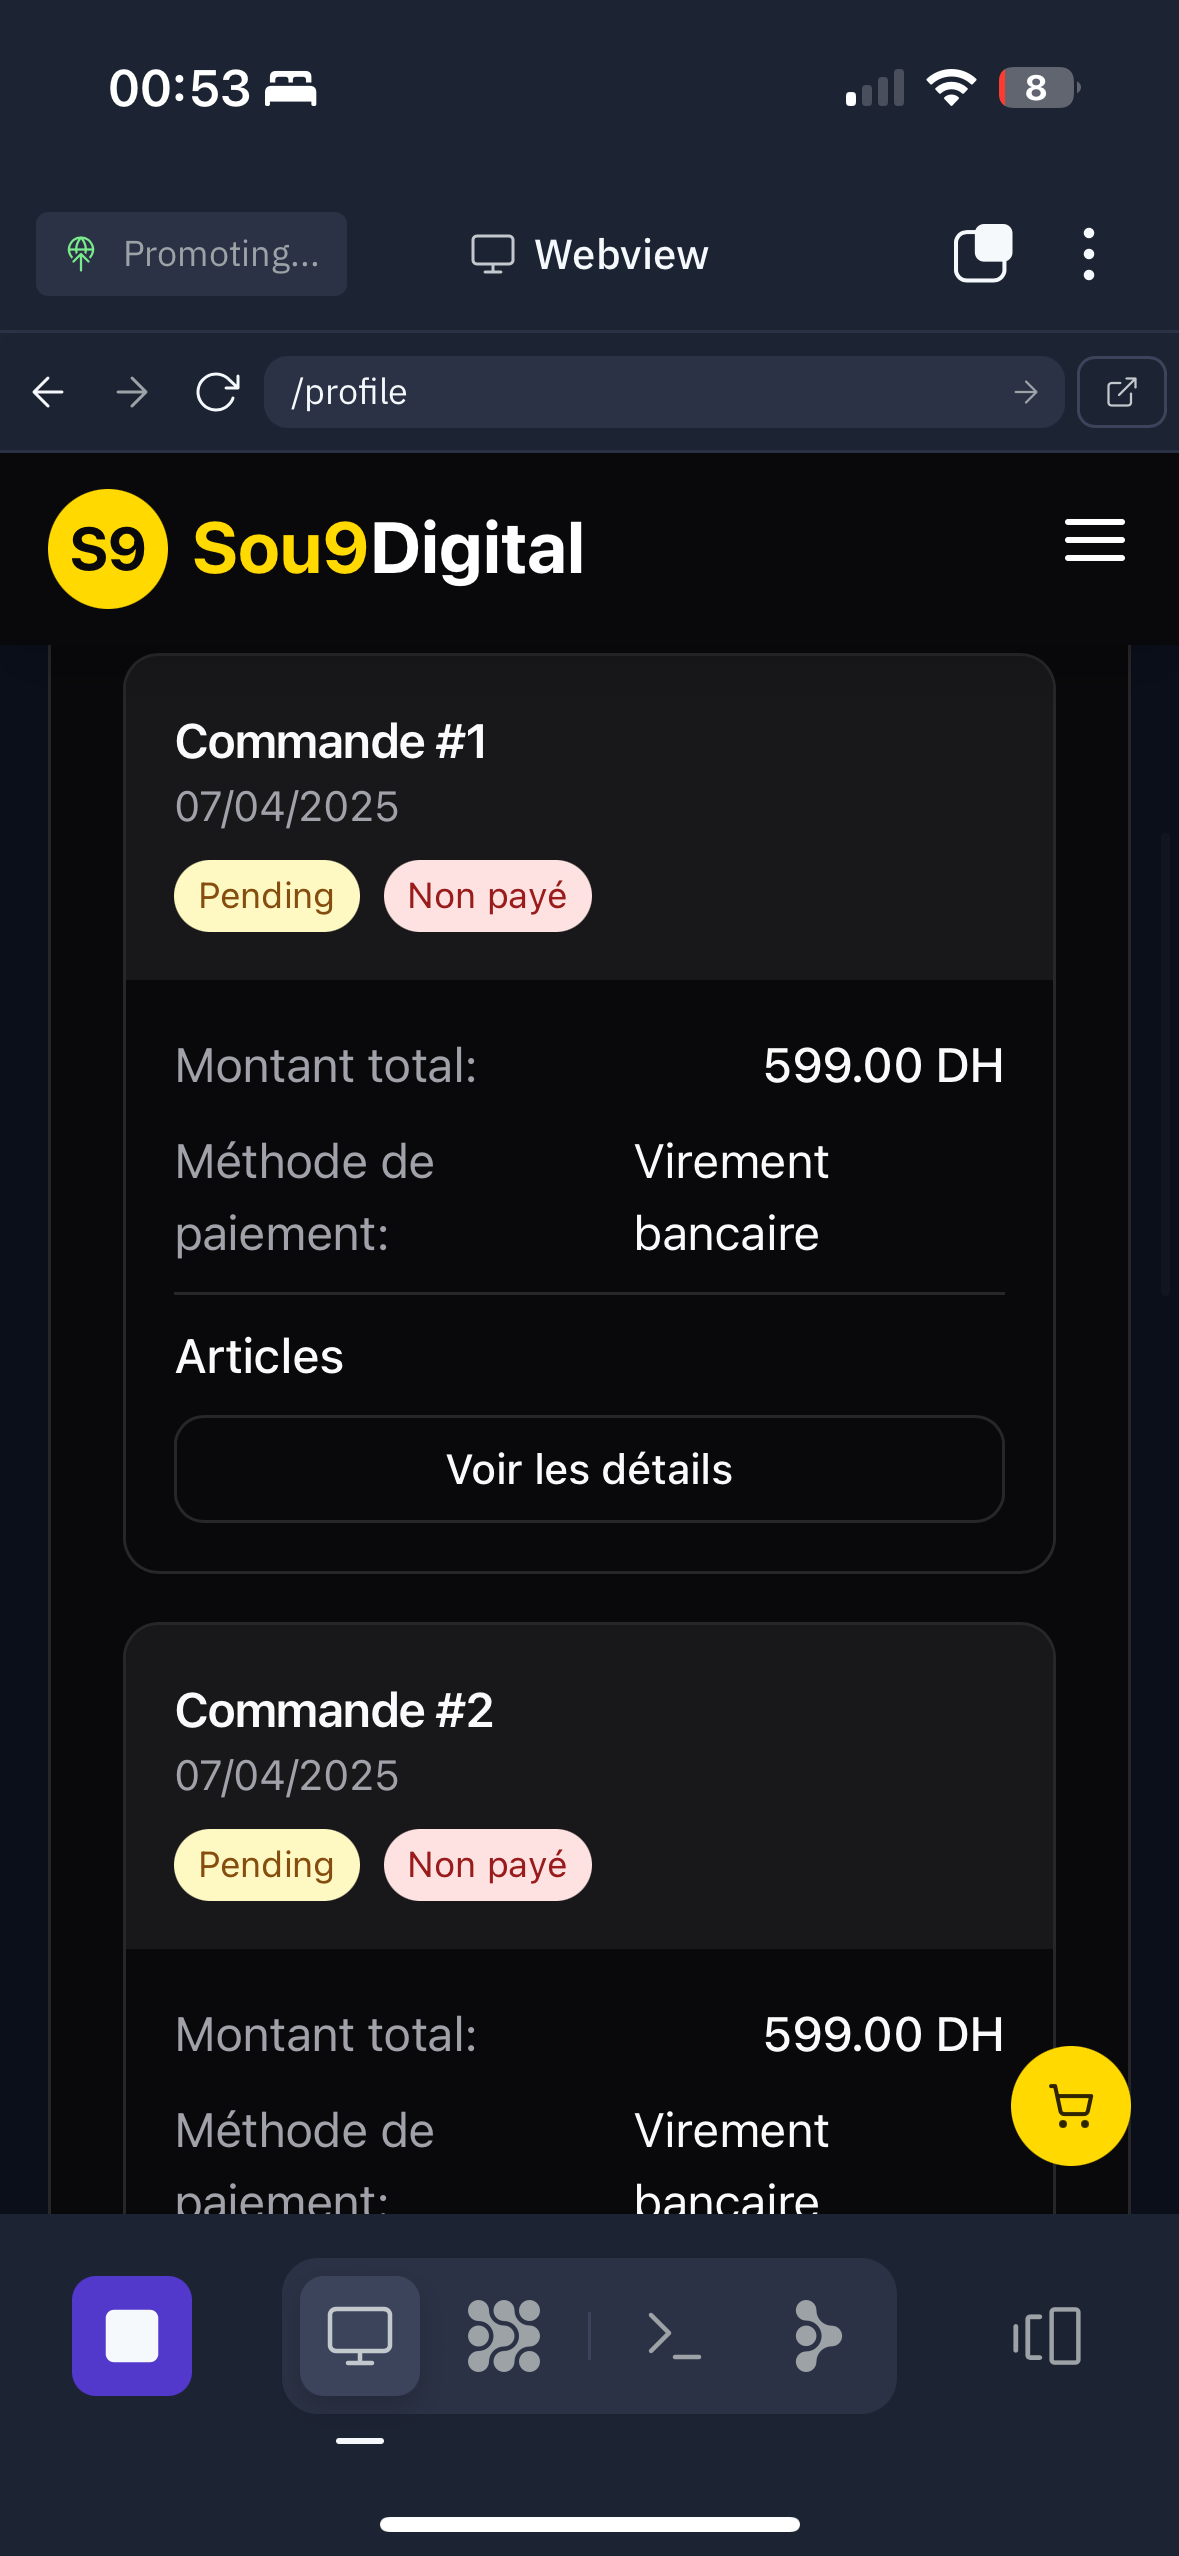 00:53
8
Promoting...
Webview
/profile
S9 Sou9Digital
Commande #1
07/04/2025
Pending Non payé
Montant total: 599.00 DH
Méthode de Virement
paiement: bancaire
Articles
Voir les détails
Commande #2
07/04/2025
Pending Non payé
Montant total: 599.00 DH
Méthode de Virement
paiement: bancaire